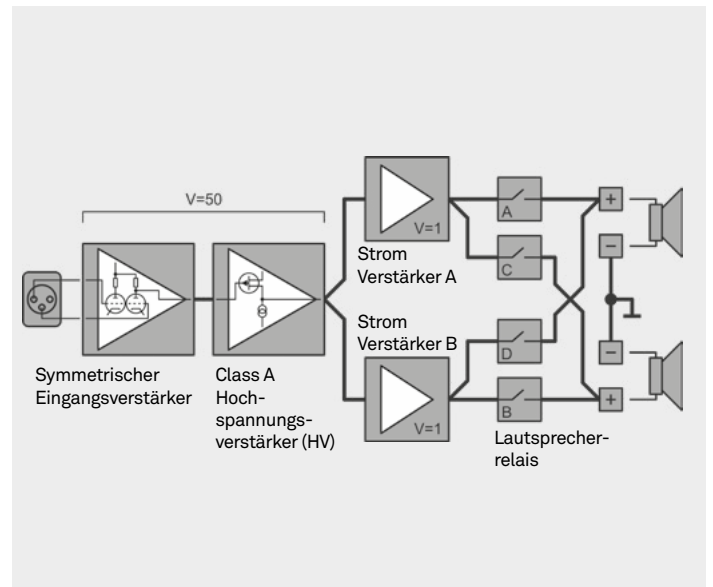 V=50
Symmetrischer
Eingangsverstärker
Class A
Hoch-
spannungs-
verstärker (HV)
V=1
Strom
Verstärker A
Strom
Verstärker B
V=1
A
C
D
B
Lautsprecher-
relais
+
−
−
+